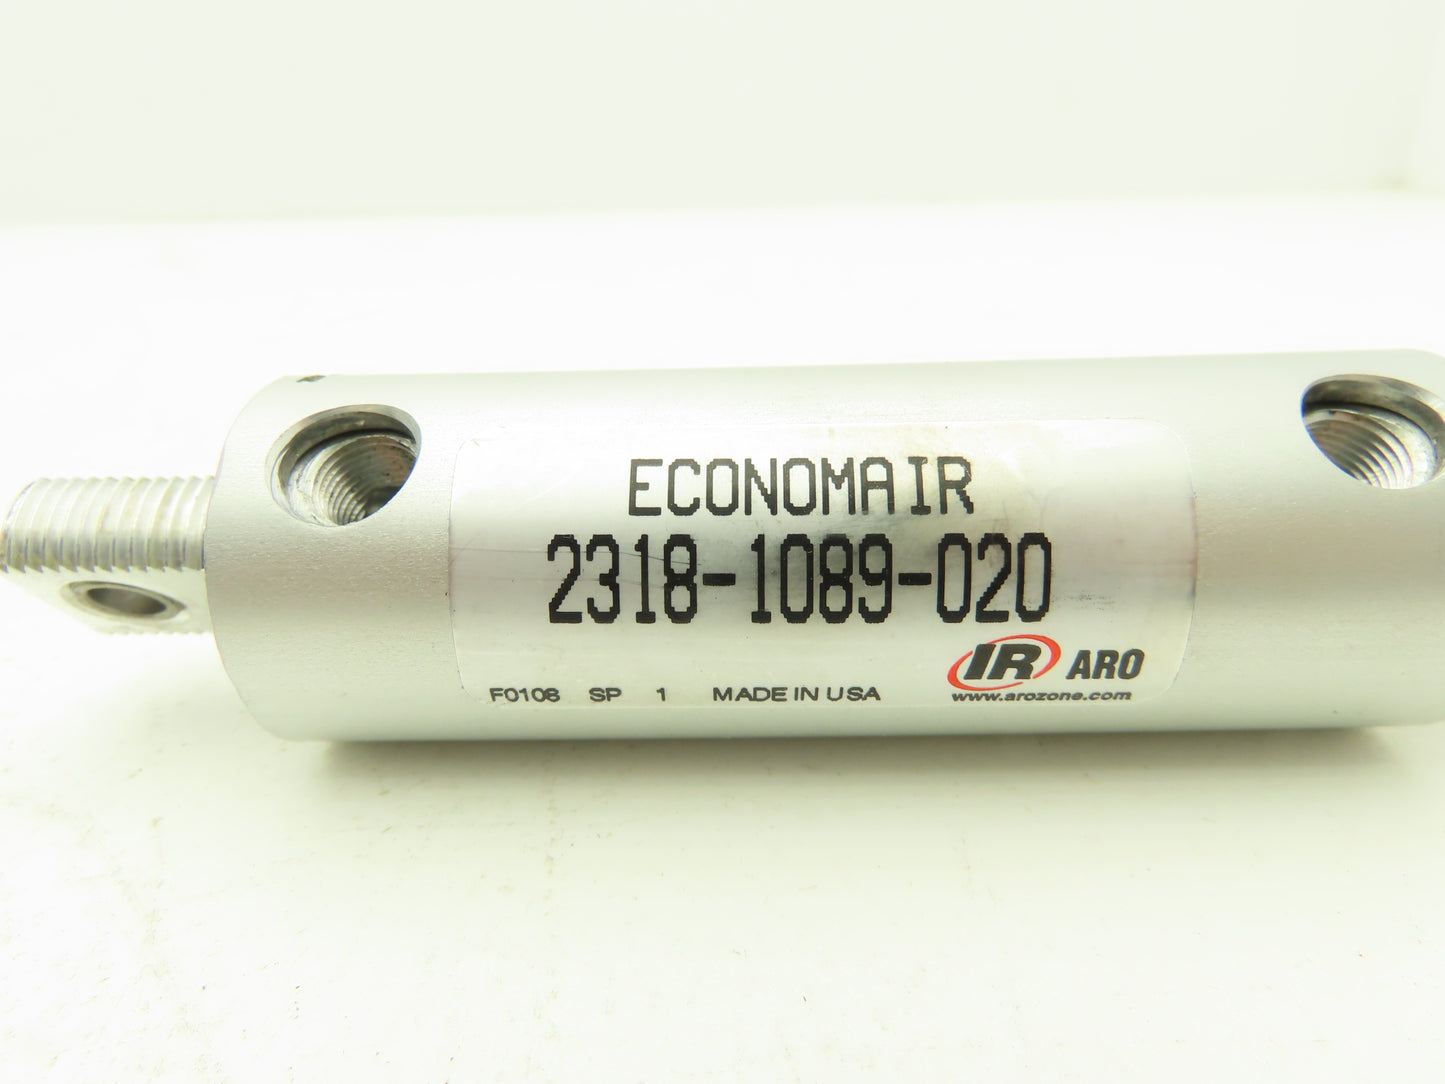 ECONOMAIR
2318-1089-020
IR ARO
F0108 SP 1 MADE IN USA
www.arozone.com